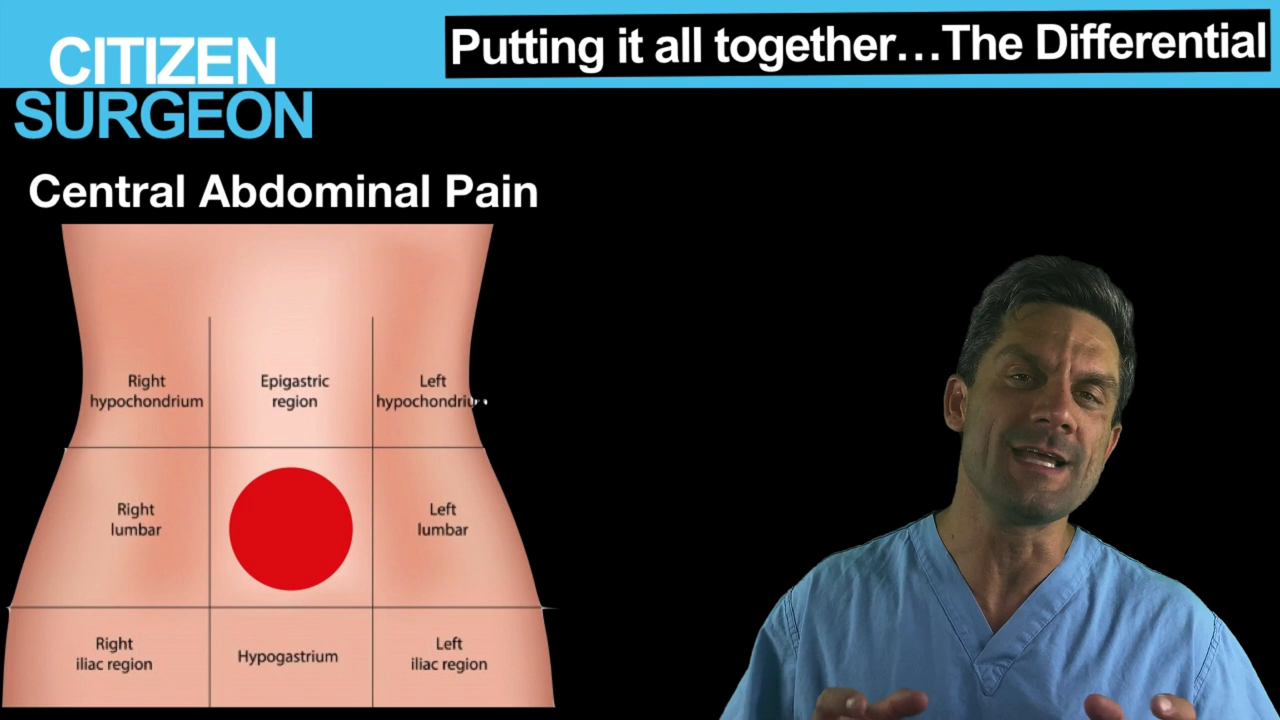 CITIZEN
SURGEON
Putting it all together...The Differential
Central Abdominal Pain
Right
hypochondrium
Epigastric
region
Left
Right
lumbar
Left
lumbar
Right
iliac region
Hypogastrium
Left
iliac region